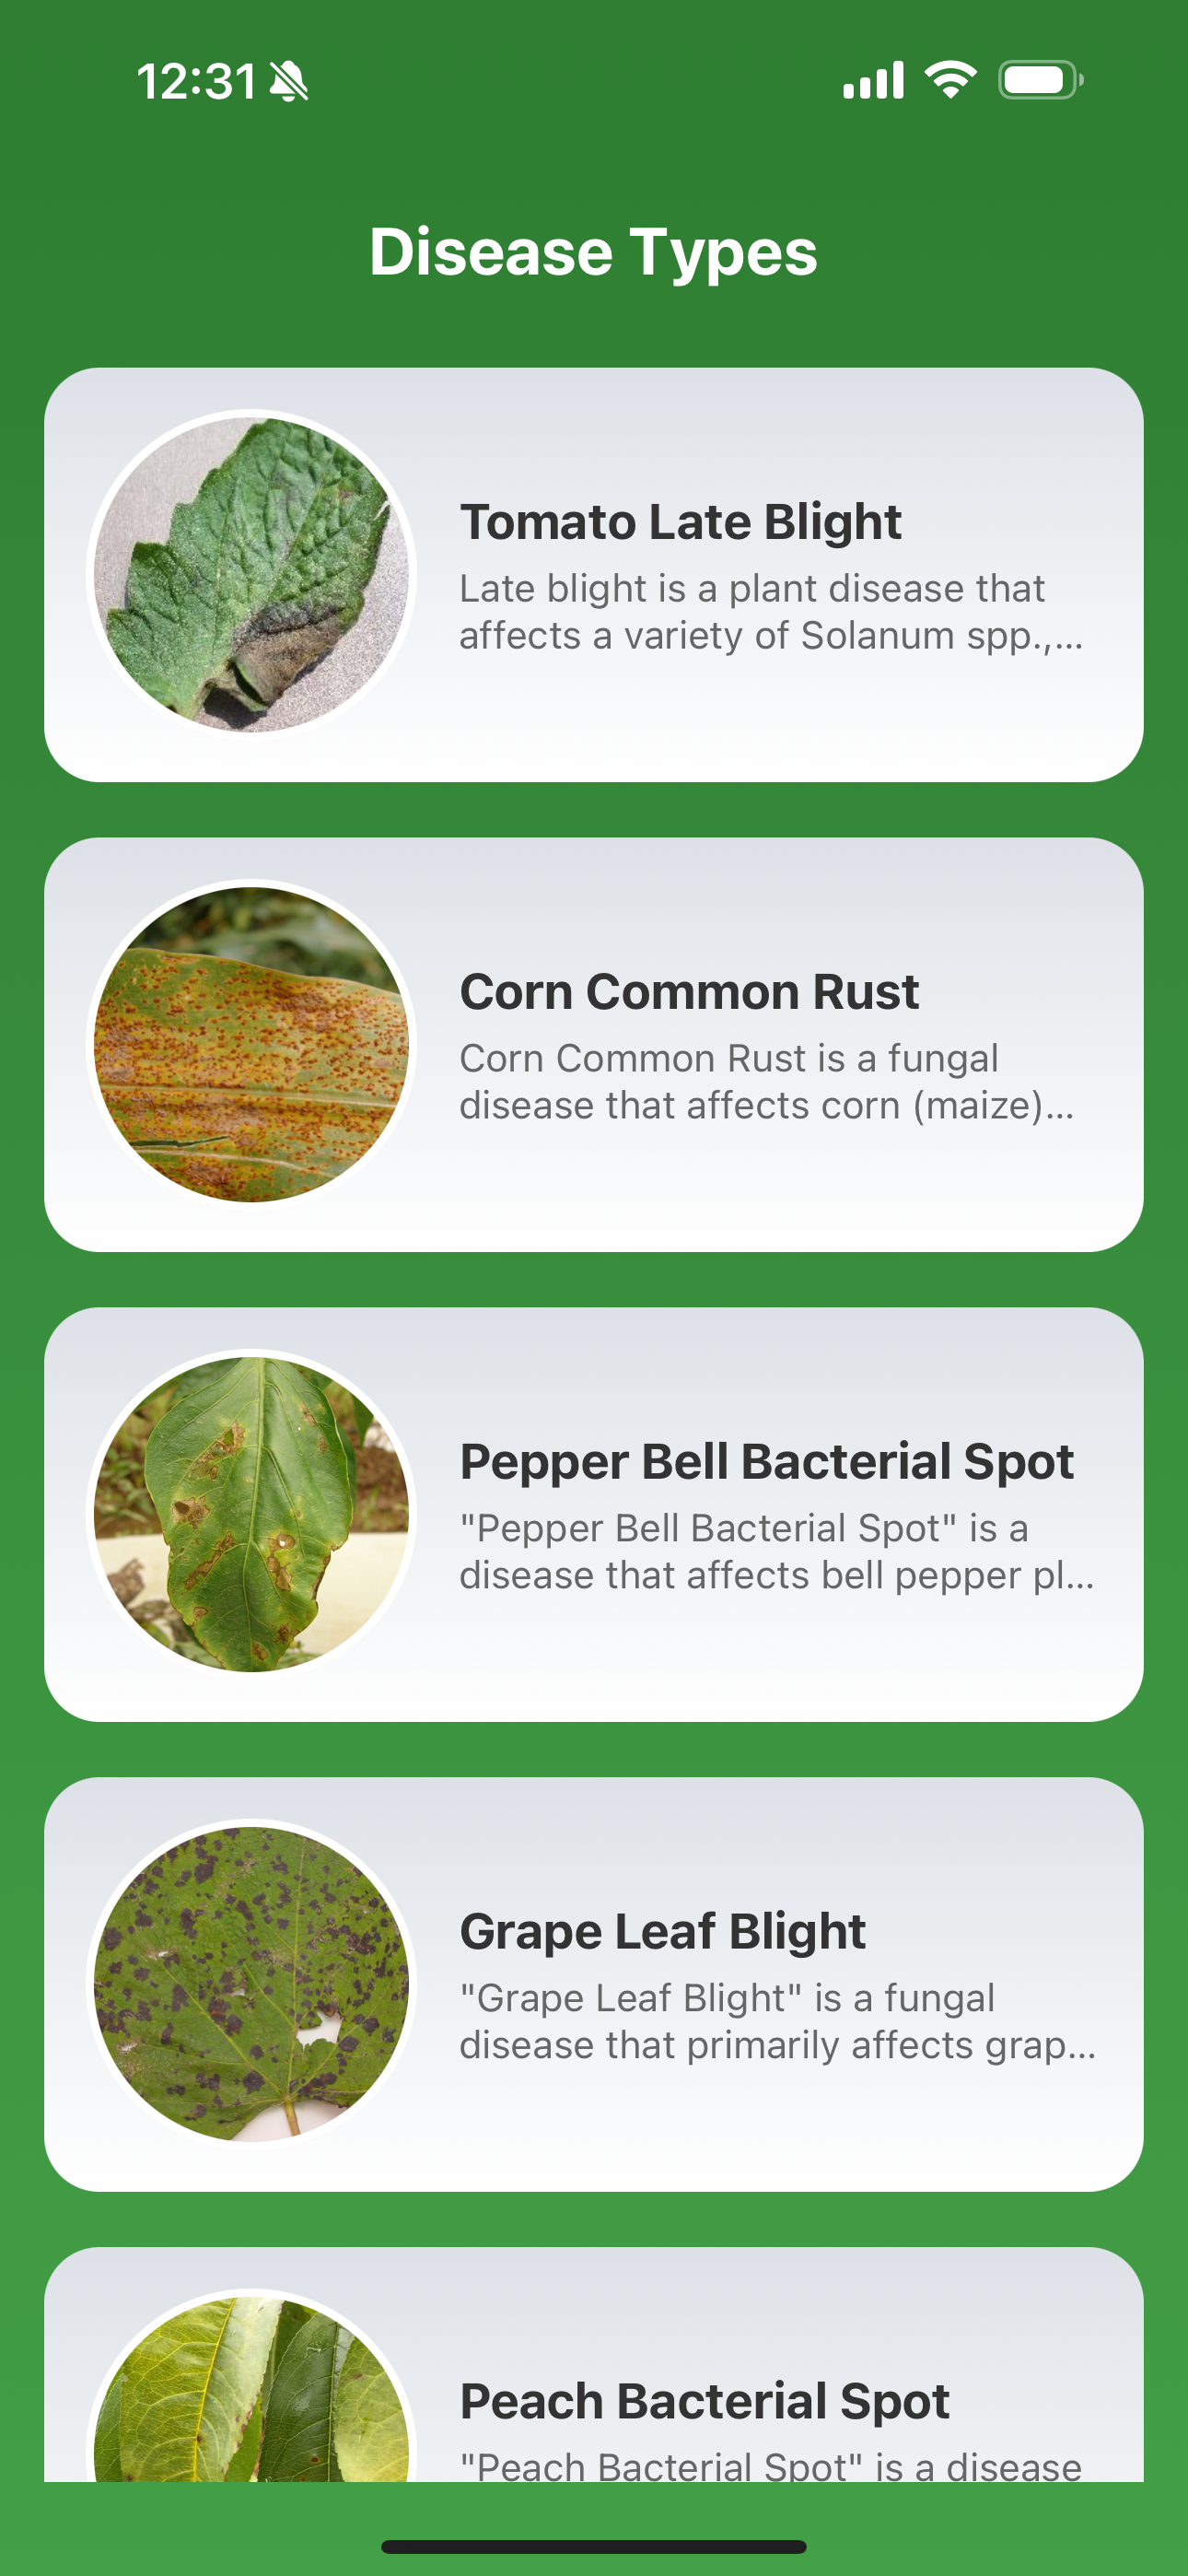 12:31
Disease Types
Tomato Late Blight
Late blight is a plant disease that
affects a variety of Solanum spp.,...
Corn Common Rust
Corn Common Rust is a fungal
disease that affects corn (maize)...
Pepper Bell Bacterial Spot
"Pepper Bell Bacterial Spot" is a
disease that affects bell pepper pl...
Grape Leaf Blight
"Grape Leaf Blight" is a fungal
disease that primarily affects grap...
Peach Bacterial Spot
"Peach Bacterial Spot" is a disease